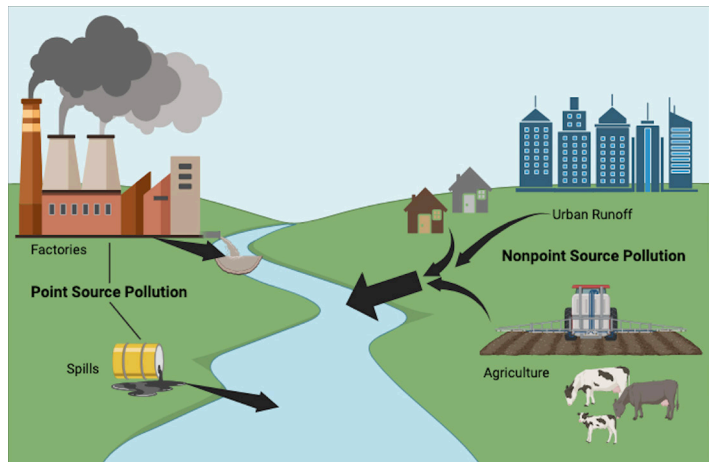 Urban Runoff
Factories
Nonpoint Source Pollution
Point Source Pollution
Spills
Agriculture